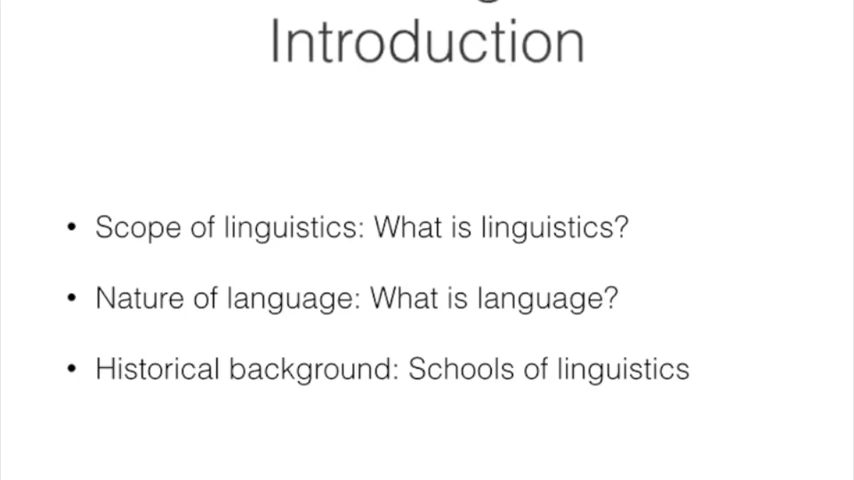 Introduction
• Scope of linguistics: What is linguistics?
• Nature of language: What is language?
• Historical background: Schools of linguistics